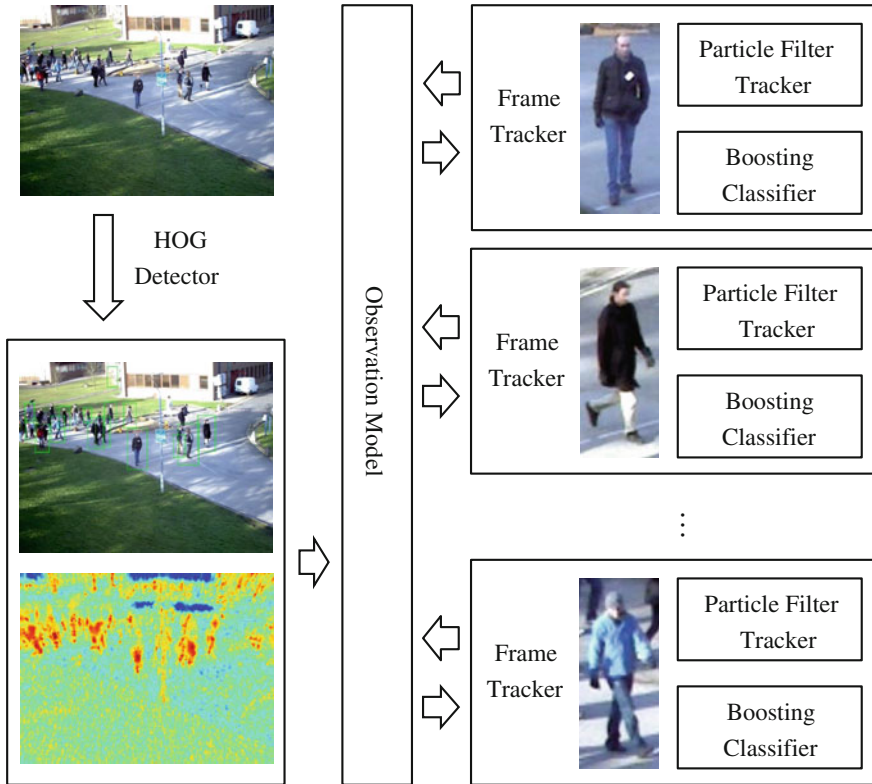 HOG
Detector
Observation Model
Frame
Tracker
Particle Filter
Tracker
Boosting
Classifier
Frame
Tracker
Particle Filter
Tracker
Boosting
Classifier
⋮
Frame
Tracker
Particle Filter
Tracker
Boosting
Classifier